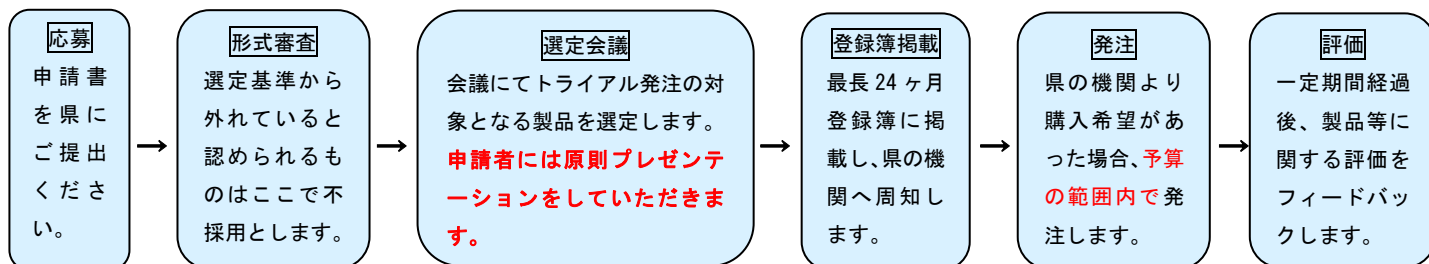 応募
申請書
を県に
ご提出
くださ
い。
形式審査
選定基準から
外れていると
認められるも
のはここで不
採用とします。
選定会議
会議にてトライアル発注の対
象となる製品を選定します。
申請者には原則プレゼンテ
ーションをしていただきま
す。
登録簿掲載
最長 24 ヶ月
登録簿に掲
載し、県の機
関へ周知し
ます。
発注
県の機関より
購入希望があ
った場合、予算
の範囲内で発
注します。
評価
一定期間経過
後、製品等に
関する評価を
フィードバッ
クします。